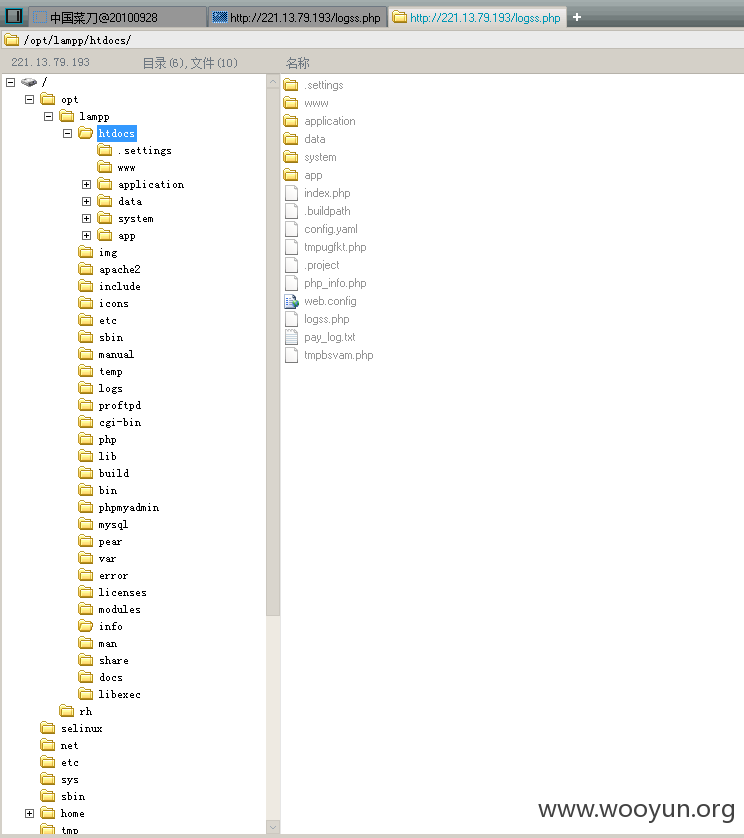 中国菜刀@20100928
http://221.13.79.193/logss.php
http://221.13.79.193/logss.php
/opt/lampp/htdocs/
221.13.79.193
目录(6),文件(10)
名称
/
opt
lampp
htdocs
.settings
www
application
data
system
app
img
apache2
include
icons
etc
sbin
manual
temp
logs
proftpd
cgi-bin
php
lib
build
bin
phpmyadmin
mysql
pear
var
error
licenses
modules
info
man
share
docs
libexec
rh
selinux
net
etc
sys
sbin
home
tmp
.settings
www
application
data
system
app
index.php
.buildpath
config.yaml
tmpugfkt.php
.project
php_info.php
web.config
logss.php
pay_log.txt
tmpbsvam.php
www.wooyun.org